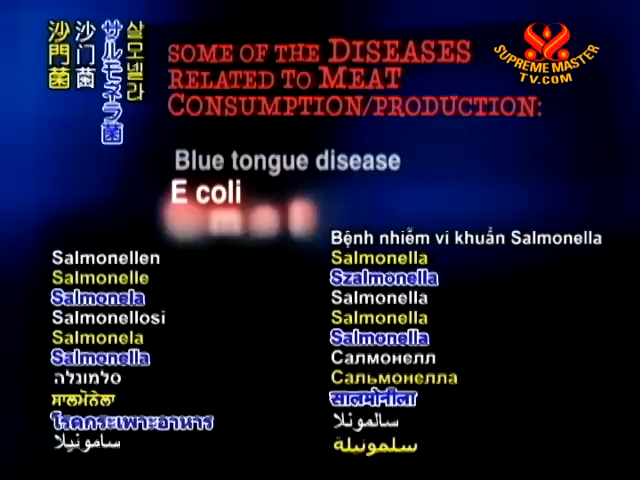 沙門菌
沙门菌
サルモネラ菌
살모넬라
SOME OF THE DISEASES
RELATED TO MEAT
CONSUMPTION/PRODUCTION:
SUPREME MASTER
TV.COM
Blue tongue disease
E coli
Bệnh nhiễm vi khuẩn Salmonella
Salmonellen
Salmonella
Salmonelle
Szalmonella
Salmonela
Salmonella
Salmonellosi
Salmonella
Salmonela
Salmonella
Salmonella
Салмонелл
סלמונלה
Сальмонелла
ਸਾਲਮੋਨੇਲਾ
सालमोनीला
โรคกระเพาะอาหาร
سالمونلا
سامونيلا
سلمونيلة